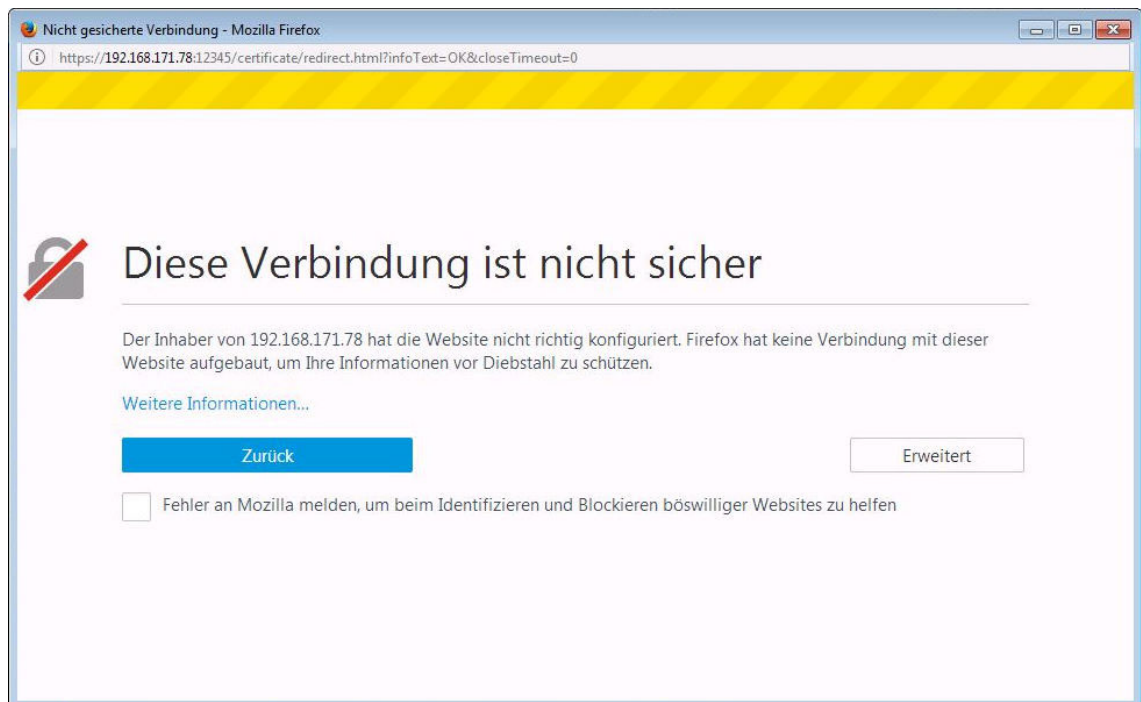 Nicht gesicherte Verbindung - Mozilla Firefox
https://192.168.171.78:12345/certificate/redirect.html?infoText=OK&closeTimeout=0
Diese Verbindung ist nicht sicher
Der Inhaber von 192.168.171.78 hat die Website nicht richtig konfiguriert. Firefox hat keine Verbindung mit dieser
Website aufgebaut, um Ihre Informationen vor Diebstahl zu schützen.
Weitere Informationen...
Zurück
Erweitert
Fehler an Mozilla melden, um beim Identifizieren und Blockieren böswilliger Websites zu helfen